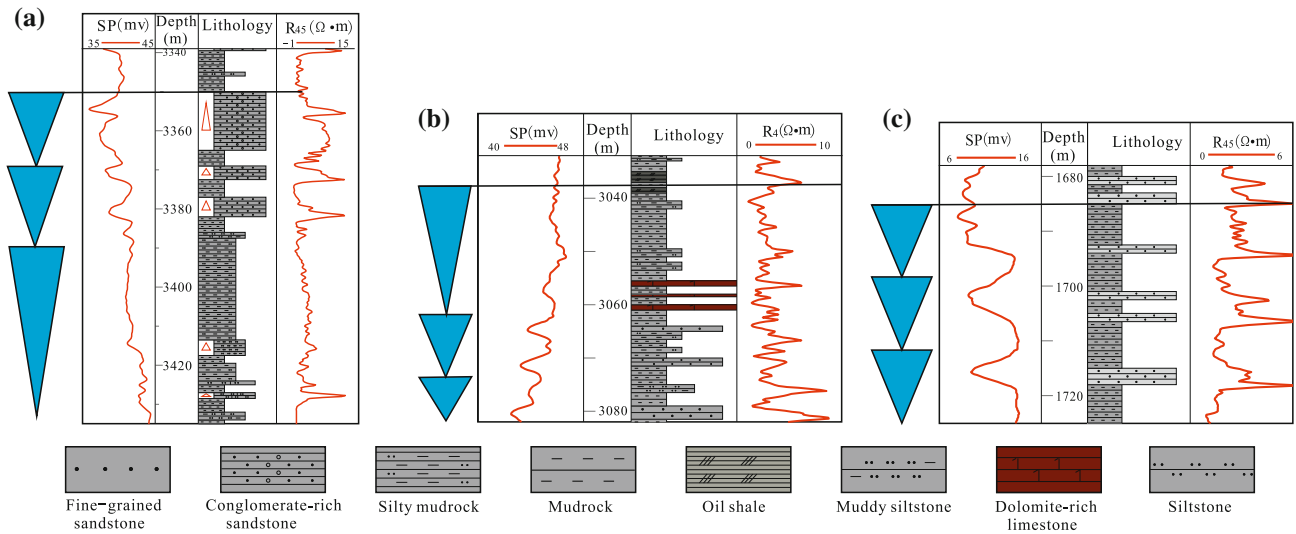 (a)
SP(mv)
35 45
Depth
(m)
Lithology
R45 (Ω•m)
-1 15
3340
3360
3380
3400
3420
(b)
SP(mv)
40 48
Depth
(m)
Lithology
R4(Ω•m)
0 10
3040
3060
3080
(c)
SP(mv)
6 16
Depth
(m)
Lithology
R45(Ω•m)
0 6
1680
1700
1720
Fine-grained
sandstone
Conglomerate-rich
sandstone
Silty mudrock
Mudrock
Oil shale
Muddy siltstone
Dolomite-rich
limestone
Siltstone